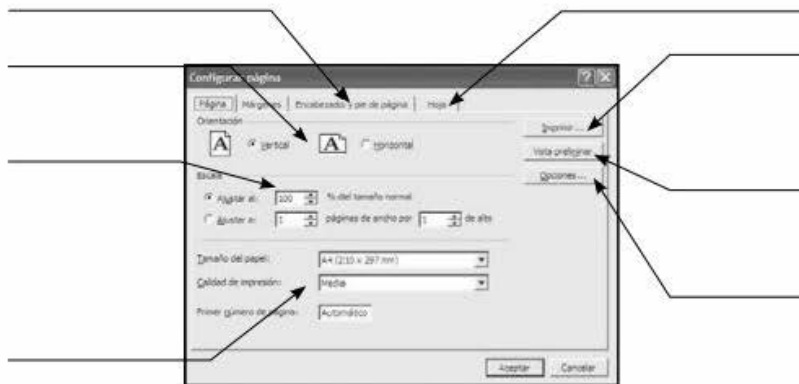 Configurar página
Página Márgenes Encabezado y pie de página Hoja
Orientación
A Vertical A Horizontal
Imprimir...
Vista preliminar
Opciones...
Escala
Ajustar al: 100 % del tamaño normal
Ajustar a: 1 páginas de ancho por 1 de alto
Tamaño del papel: A4 (210 x 297 mm)
Calidad de impresión: Media
Primer número de página: Automático
Aceptar Cancelar